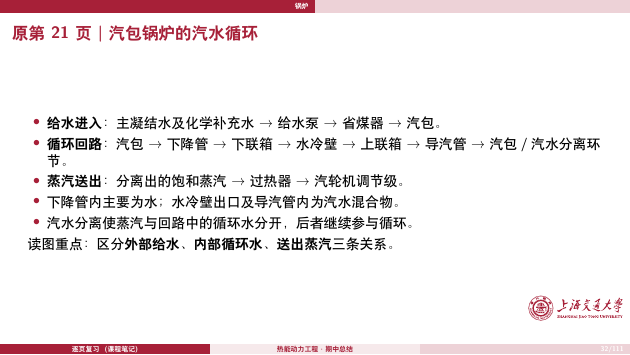 锅炉
原第 21 页 | 汽包锅炉的汽水循环
• 给水进入：主凝结水及化学补充水 → 给水泵 → 省煤器 → 汽包。
• 循环回路：汽包 → 下降管 → 下联箱 → 水冷壁 → 上联箱 → 导汽管 → 汽包 / 汽水分离环
节。
• 蒸汽送出：分离出的饱和蒸汽 → 过热器 → 汽轮机调节级。
• 下降管内主要为水；水冷壁出口及导汽管内为汽水混合物。
• 汽水分离使蒸汽与回路中的循环水分开，后者继续参与循环。
读图重点：区分外部给水、内部循环水、送出蒸汽三条关系。
上海交通大学
SHANGHAI JIAO TONG UNIVERSITY
逐页复习（课程笔记）
热能动力工程 · 期中总结
22/111